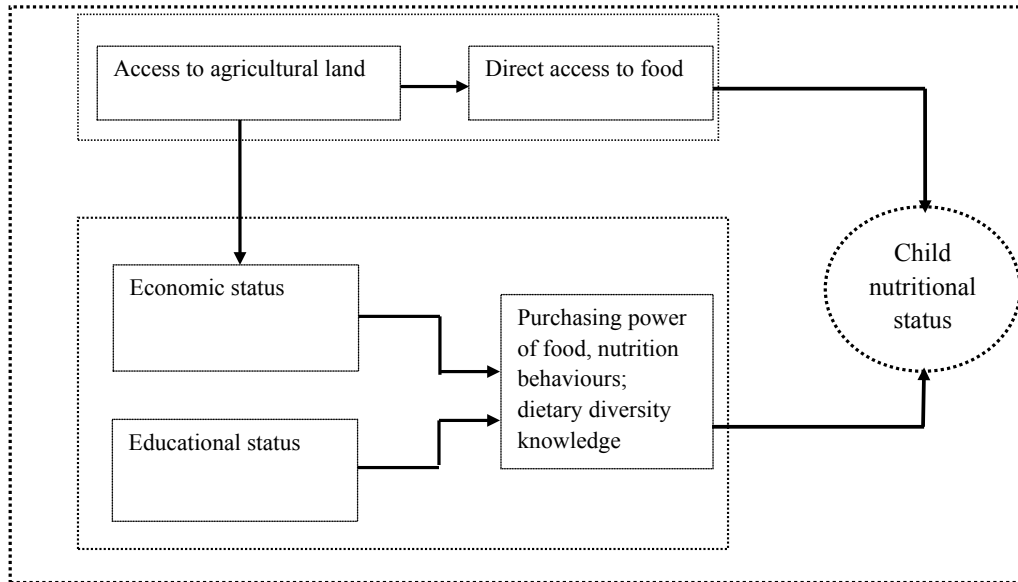 Access to agricultural land
Direct access to food
Economic status
Purchasing power
of food, nutrition
behaviours;
dietary diversity
knowledge
Educational status
Child
nutritional
status